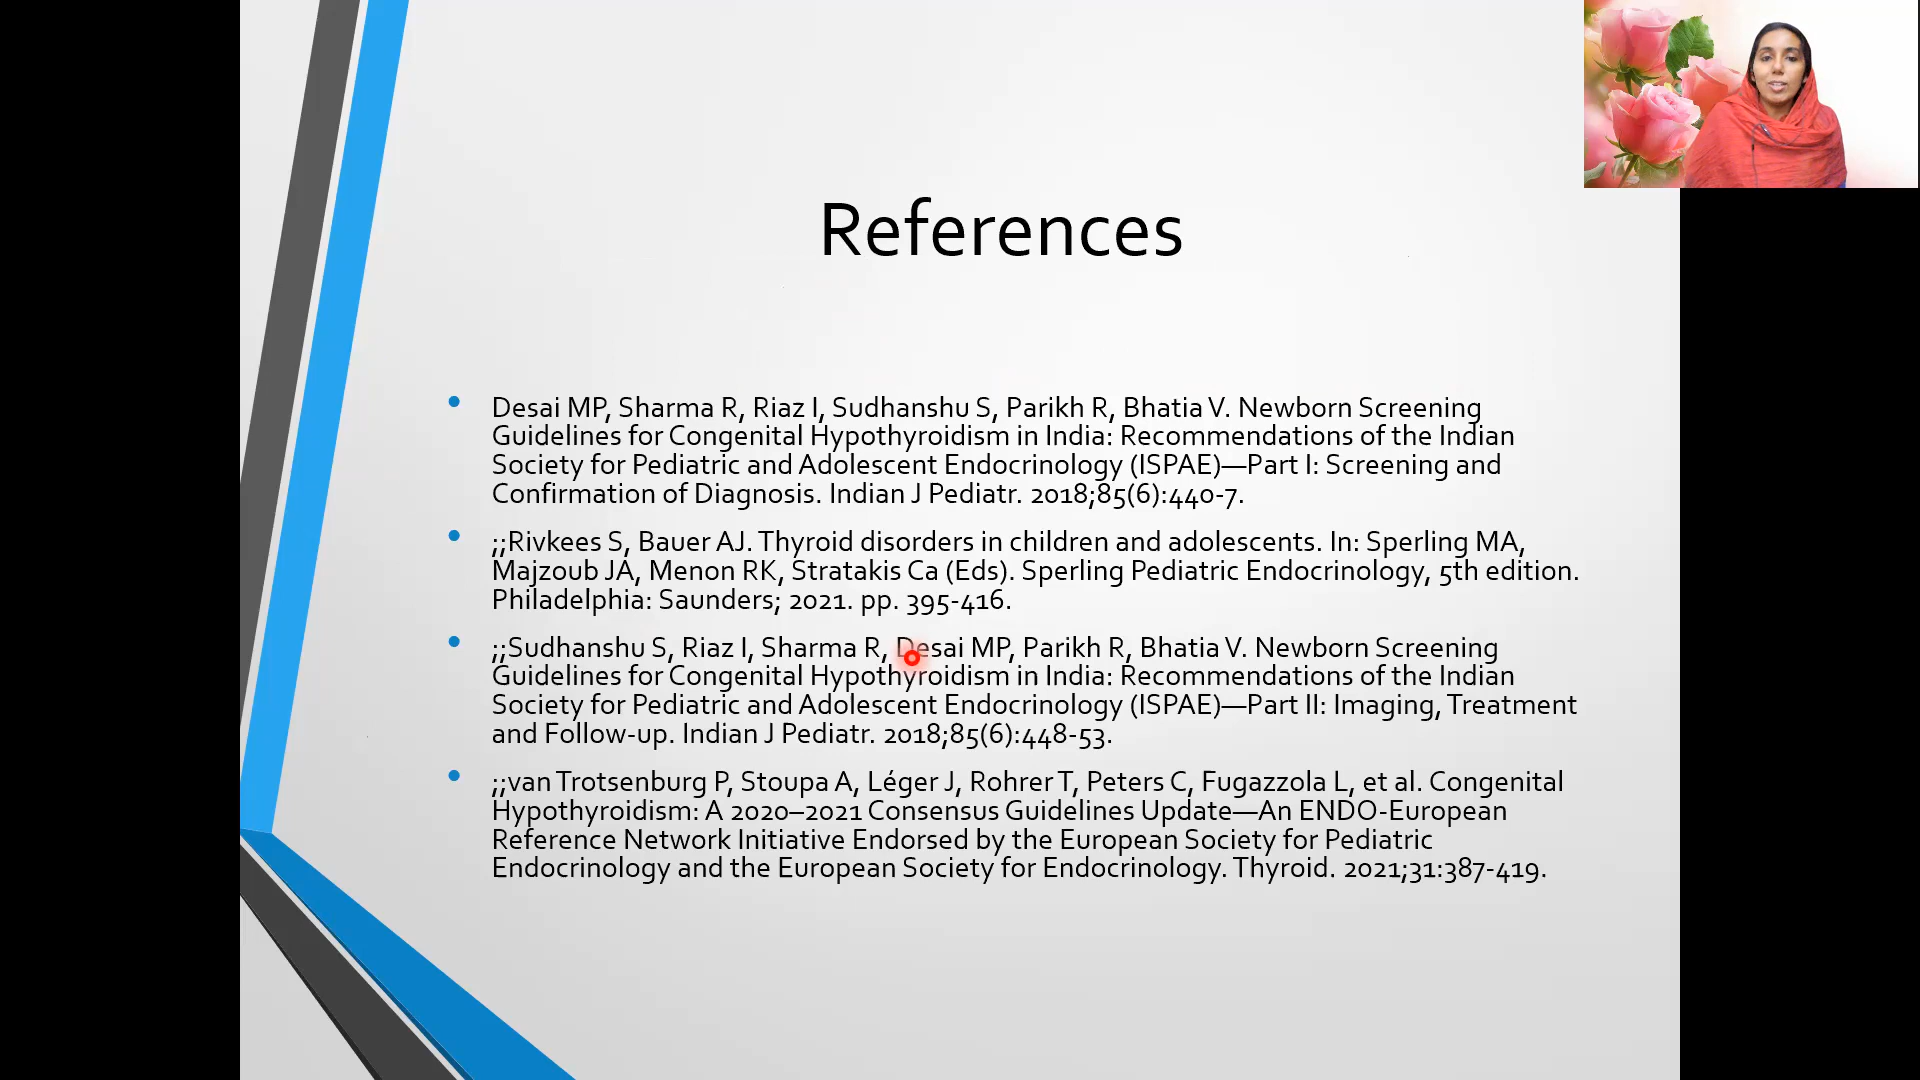 References
• Desai MP, Sharma R, Riaz I, Sudhanshu S, Parikh R, Bhatia V. Newborn Screening
Guidelines for Congenital Hypothyroidism in India: Recommendations of the Indian
Society for Pediatric and Adolescent Endocrinology (ISPAE)—Part I: Screening and
Confirmation of Diagnosis. Indian J Pediatr. 2018;85(6):440-7.
• ;;Rivkees S, Bauer AJ. Thyroid disorders in children and adolescents. In: Sperling MA,
Majzoub JA, Menon RK, Stratakis Ca (Eds). Sperling Pediatric Endocrinology, 5th edition.
Philadelphia: Saunders; 2021. pp. 395-416.
• ;;Sudhanshu S, Riaz I, Sharma R, Desai MP, Parikh R, Bhatia V. Newborn Screening
Guidelines for Congenital Hypothyroidism in India: Recommendations of the Indian
Society for Pediatric and Adolescent Endocrinology (ISPAE)—Part II: Imaging, Treatment
and Follow-up. Indian J Pediatr. 2018;85(6):448-53.
• ;;van Trotsenburg P, Stoupa A, Léger J, Rohrer T, Peters C, Fugazzola L, et al. Congenital
Hypothyroidism: A 2020–2021 Consensus Guidelines Update—An ENDO-European
Reference Network Initiative Endorsed by the European Society for Pediatric
Endocrinology and the European Society for Endocrinology. Thyroid. 2021;31:387-419.